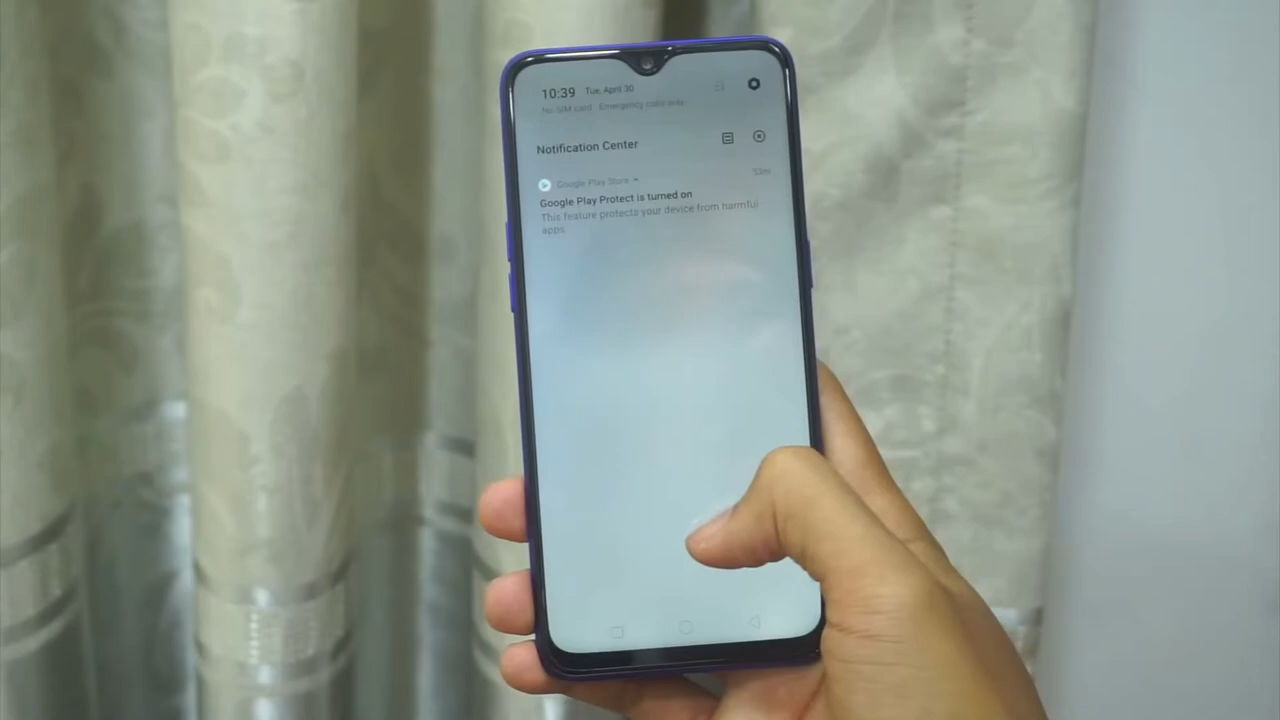 10:39 Tue, April 30
No SIM card Emergency calls only
Notification Center
Google Play Store 53m
Google Play Protect is turned on
This feature protects your device from harmful
apps